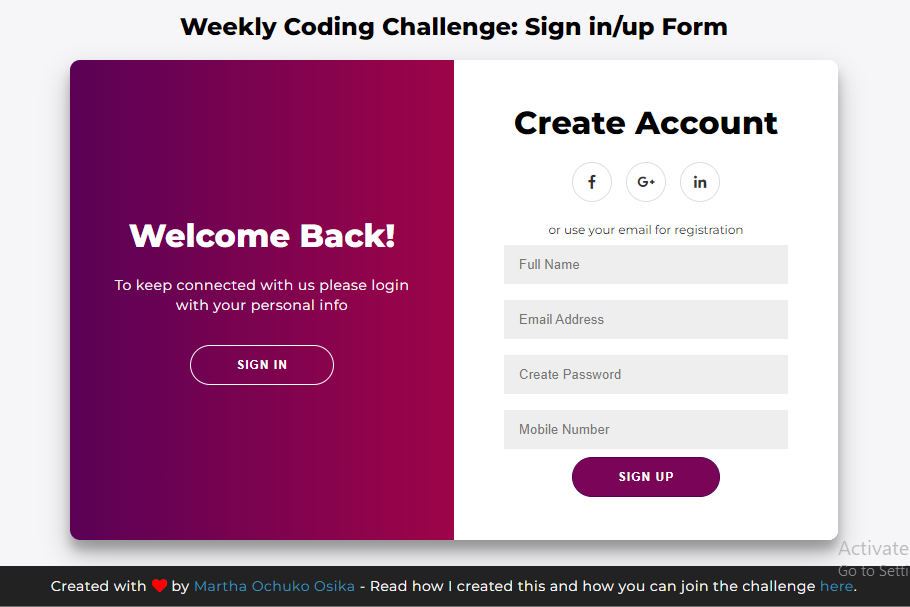 Weekly Coding Challenge: Sign in/up Form
Welcome Back!
To keep connected with us please login
with your personal info
SIGN IN
Create Account
f
G+
in
or use your email for registration
Full Name
Email Address
Create Password
Mobile Number
SIGN UP
Activate
Go to Setti
Created with ❤ by Martha Ochuko Osika - Read how I created this and how you can join the challenge here.